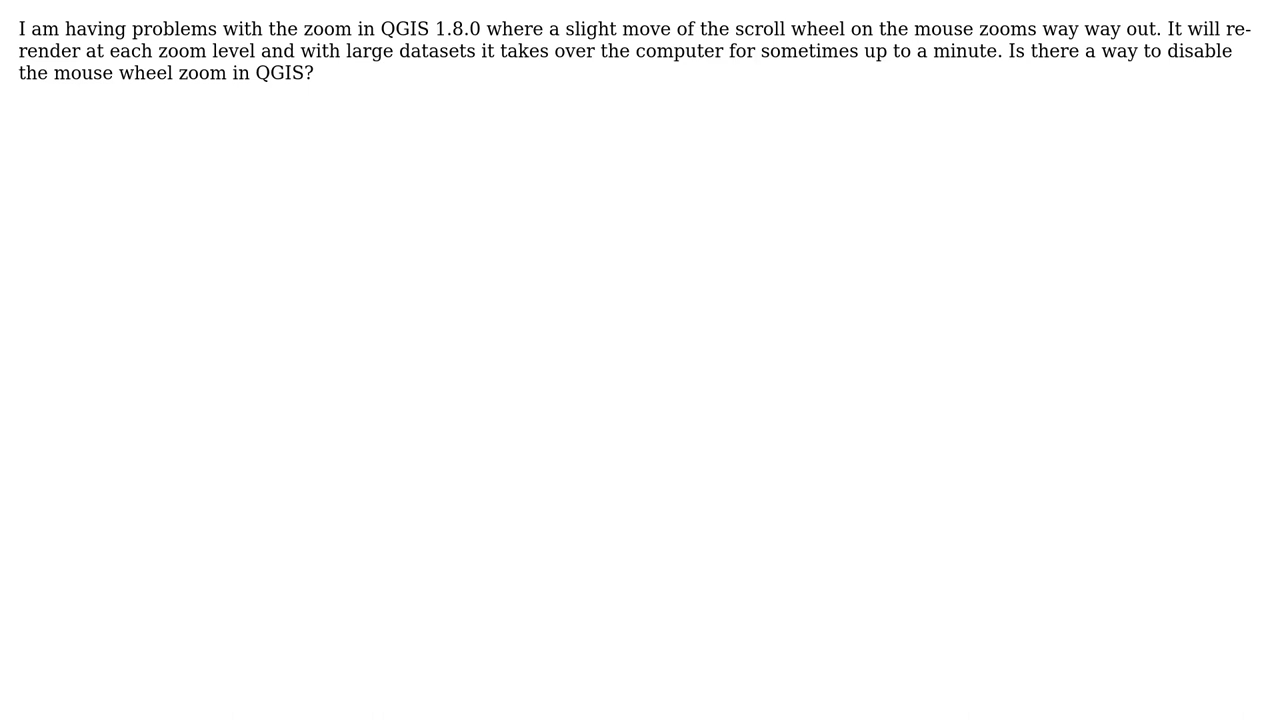 I am having problems with the zoom in QGIS 1.8.0 where a slight move of the scroll wheel on the mouse zooms way way out. It will re-
render at each zoom level and with large datasets it takes over the computer for sometimes up to a minute. Is there a way to disable
the mouse wheel zoom in QGIS?